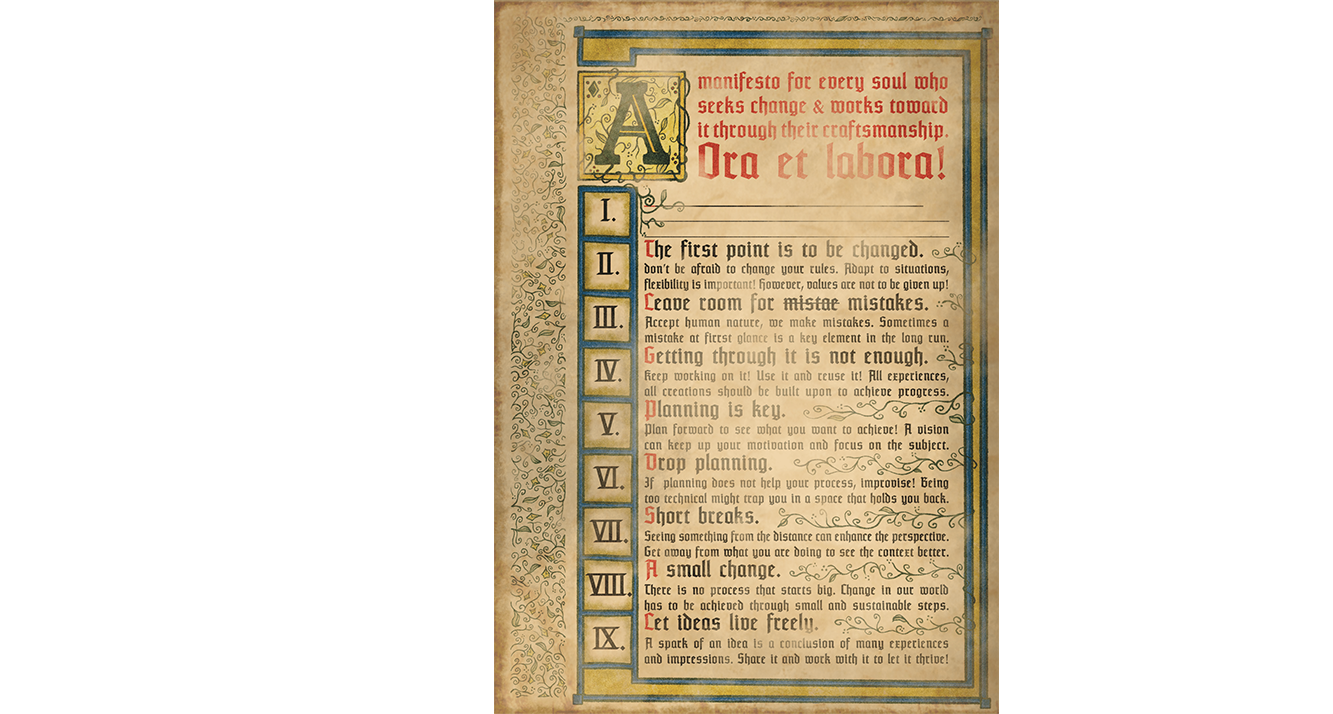 A manifesto for every soul who
seeks change & works toward
it through their craftsmanship.
Ora et labora!
I.
II.
The first point is to be changed.
don't be afraid to change your rules. Adapt to situations,
flexibility is important! However, values are not to be given up!
III.
Leave room for mistae mistakes.
Accept human nature, we make mistakes. Sometimes a
mistake at firrst glance is a key element in the long run.
IV.
Getting through it is not enough.
Keep working on it! Use it and reuse it! All experiences,
all creations should be built upon to achieve progress.
V.
Planning is key.
Plan forward to see what you want to achieve! A vision
can keep up your motivation and focus on the subject.
VI.
Drop planning.
If planning does not help your process, improvise! Being
too technical might trap you in a space that holds you back.
VII.
Short breaks.
Seeing something from the distance can enhance the perspective.
Get away from what you are doing to see the context better.
VIII.
A small change.
There is no process that starts big. Change in our world
has to be achieved through small and sustainable steps.
IX.
Let ideas live freely.
A spark of an idea is a conclusion of many experiences
and impressions. Share it and work with it to let it thrive!